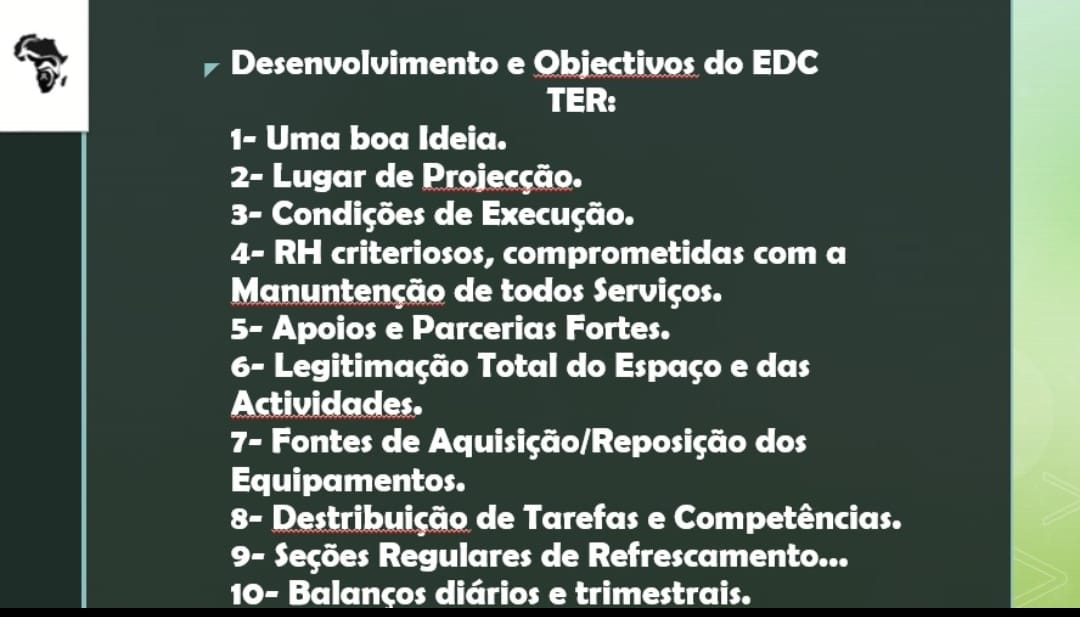 Desenvolvimento e Objectivos do EDC
TER:
1- Uma boa Ideia.
2- Lugar de Projecção.
3- Condições de Execução.
4- RH criteriosos, comprometidas com a
Manuntenção de todos Serviços.
5- Apoios e Parcerias Fortes.
6- Legitimação Total do Espaço e das
Actividades.
7- Fontes de Aquisição/Reposição dos
Equipamentos.
8- Destribuição de Tarefas e Competências.
9- Seções Regulares de Refrescamento...
10- Balanços diários e trimestrais.